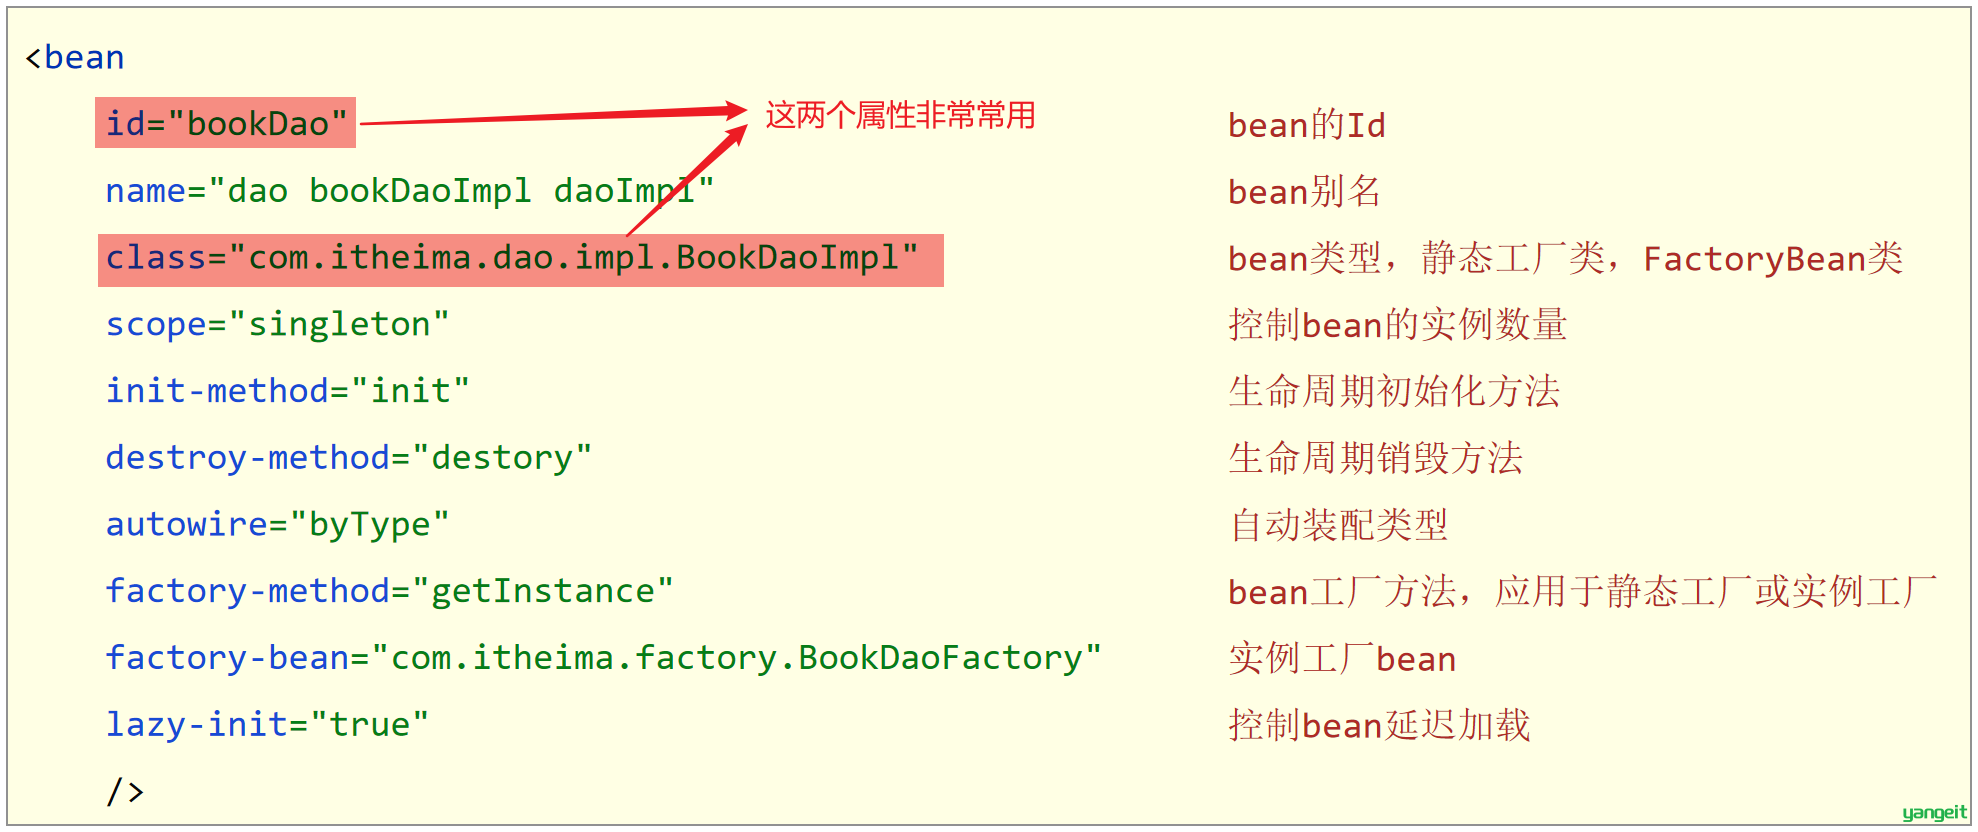 <bean
id="bookDao" 这两个属性非常常用 bean的Id
name="dao bookDaoImpl daoImpl" bean别名
class="com.itheima.dao.impl.BookDaoImpl" bean类型，静态工厂类，FactoryBean类
scope="singleton" 控制bean的实例数量
init-method="init" 生命周期初始化方法
destroy-method="destory" 生命周期销毁方法
autowire="byType" 自动装配类型
factory-method="getInstance" bean工厂方法，应用于静态工厂或实例工厂
factory-bean="com.itheima.factory.BookDaoFactory" 实例工厂bean
lazy-init="true" 控制bean延迟加载
/>
yangeit